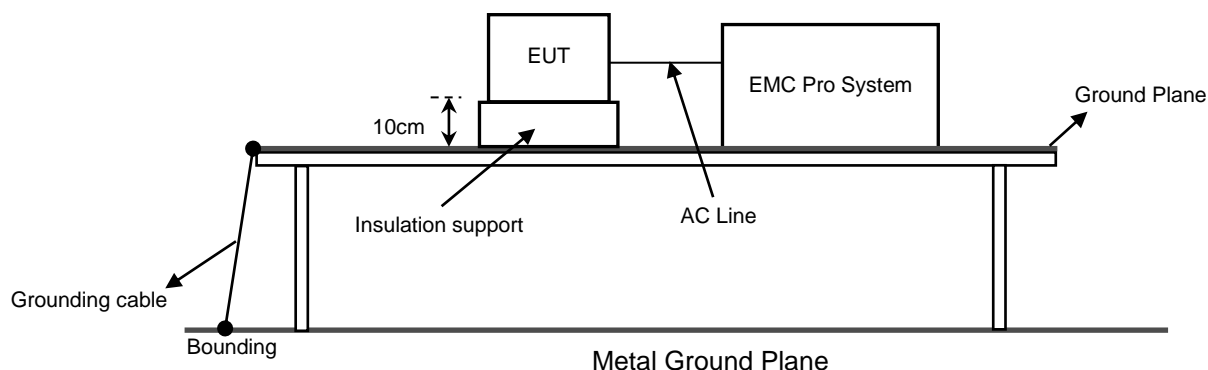 EUT
EMC Pro System
Ground Plane
10cm
Insulation support
AC Line
Grounding cable
Bounding
Metal Ground Plane